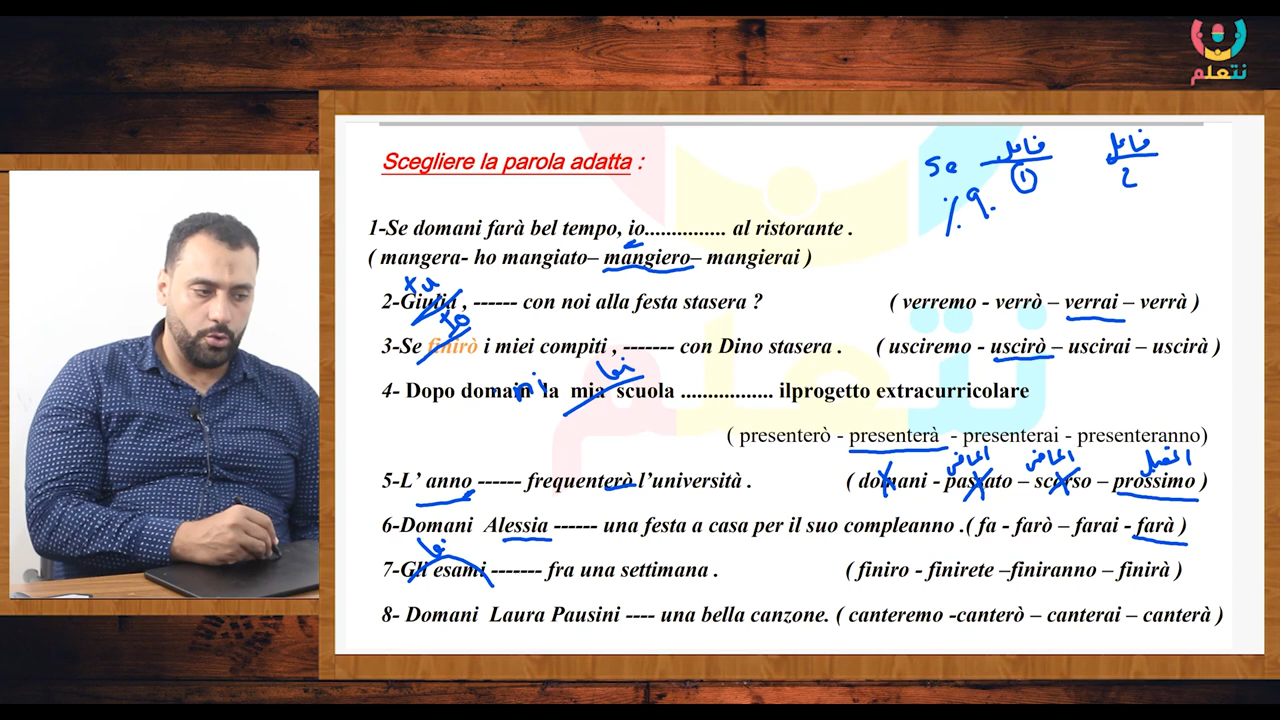 نتعلم
Scegliere la parola adatta :
Se فاعل فاعل
1 2
% 9.
1-Se domani farà bel tempo, io............... al ristorante .
( mangera- ho mangiato– mangiero– mangierai )
tu
2-Giulia , ------ con noi alla festa stasera ? ( verremo - verrò – verrai – verrà )
3-Se finirò i miei compiti , ------- con Dino stasera . ( usciremo - uscirò – uscirai – uscirà )
lei
4- Dopo domani la mia scuola ................. ilprogetto extracurricolare
( presenterò - presenterà - presenterai - presenteranno)
الماضي الماضي
5-L’ anno ------ frequenterò l’università . ( domani - passato – scorso – prossimo )
6-Domani Alessia ------ una festa a casa per il suo compleanno .( fa - farò – farai - farà )
7-Gli esami ------- fra una settimana . ( finiro - finirete –finiranno – finirà )
8- Domani Laura Pausini ---- una bella canzone. ( canteremo -canterò – canterai – canterà )